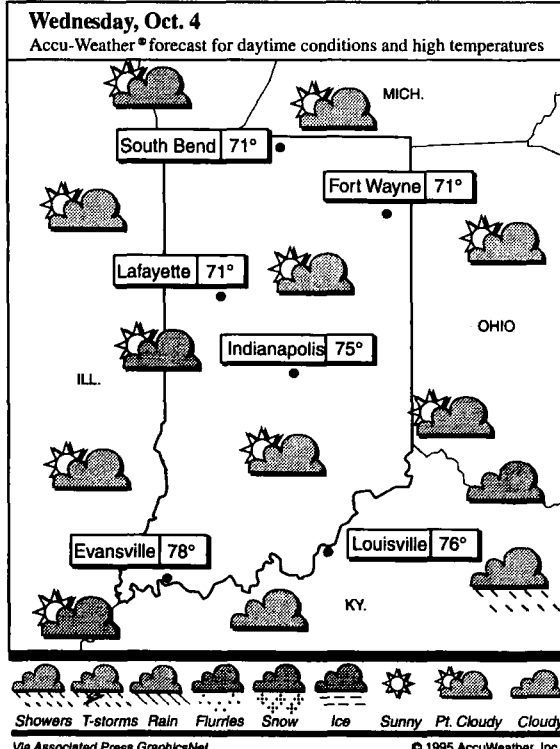 Wednesday, Oct. 4
Accu-Weather® forecast for daytime conditions and high temperatures
MICH.
South Bend 71°
Fort Wayne 71°
Lafayette 71°
OHIO
Indianapolis 75°
ILL.
Evansville 78°
Louisville 76°
KY.
Showers T-storms Rain Flurries Snow Ice Sunny Pt. Cloudy Cloudy
Via Associated Press GraphicsNet
© 1995 AccuWeather, Inc.